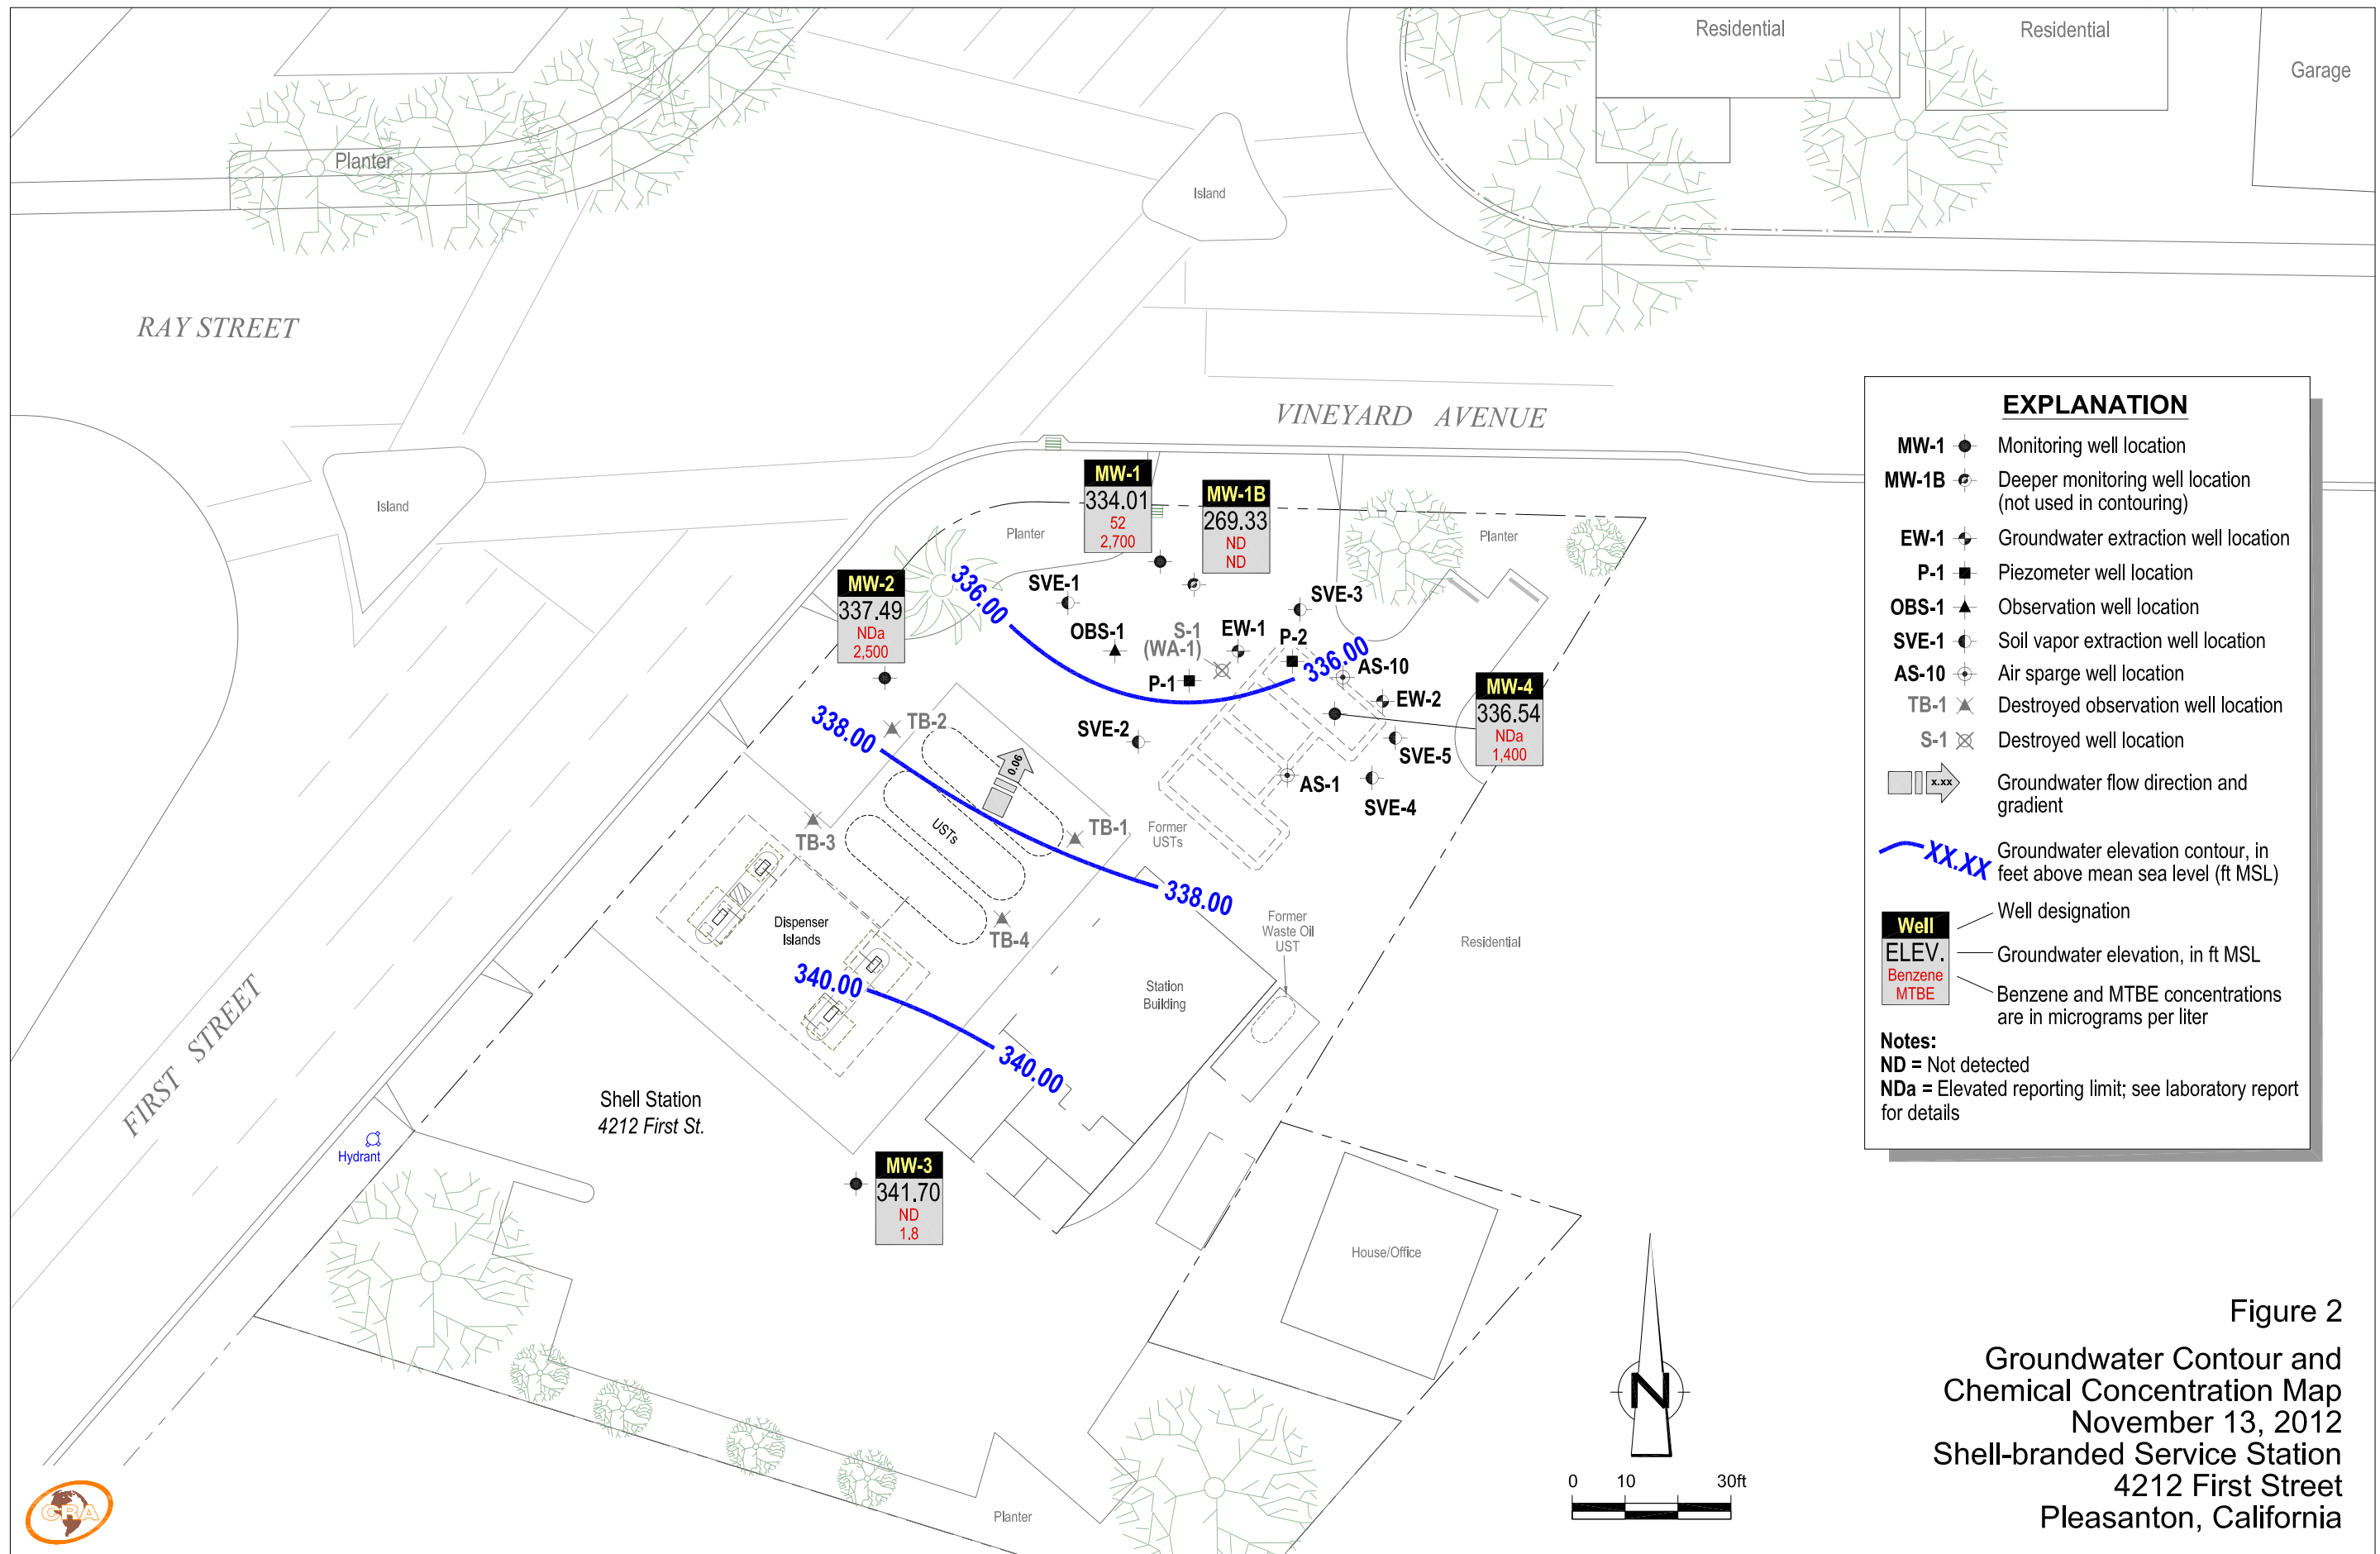 Residential
Residential
Garage
Planter
Island
RAY STREET
VINEYARD AVENUE
Island
EXPLANATION
MW-1 Monitoring well location
MW-1B Deeper monitoring well location
(not used in contouring)
EW-1 Groundwater extraction well location
P-1 Piezometer well location
OBS-1 Observation well location
SVE-1 Soil vapor extraction well location
AS-10 Air sparge well location
TB-1 Destroyed observation well location
S-1 Destroyed well location
x.xx Groundwater flow direction and
gradient
XX.XX Groundwater elevation contour, in
feet above mean sea level (ft MSL)
Well
ELEV.
Benzene
MTBE
Well designation
Groundwater elevation, in ft MSL
Benzene and MTBE concentrations
are in micrograms per liter
Notes:
ND = Not detected
NDa = Elevated reporting limit; see laboratory report
for details
MW-1
334.01
52
2,700
MW-1B
269.33
ND
ND
Planter
Planter
MW-2
337.49
NDa
2,500
336.00
SVE-1
SVE-3
OBS-1
S-1
(WA-1)
EW-1
P-2
336.00
AS-10
P-1
EW-2
MW-4
336.54
NDa
1,400
338.00
TB-2
SVE-2
SVE-5
0.06
AS-1
SVE-4
TB-3
USTs
TB-1
Former
USTs
338.00
Dispenser
Islands
TB-4
Former
Waste Oil
UST
Residential
340.00
Station
Building
340.00
FIRST STREET
Shell Station
4212 First St.
Hydrant
MW-3
341.70
ND
1.8
House/Office
Planter
N
0 10 30ft
CRA
Figure 2
Groundwater Contour and
Chemical Concentration Map
November 13, 2012
Shell-branded Service Station
4212 First Street
Pleasanton, California